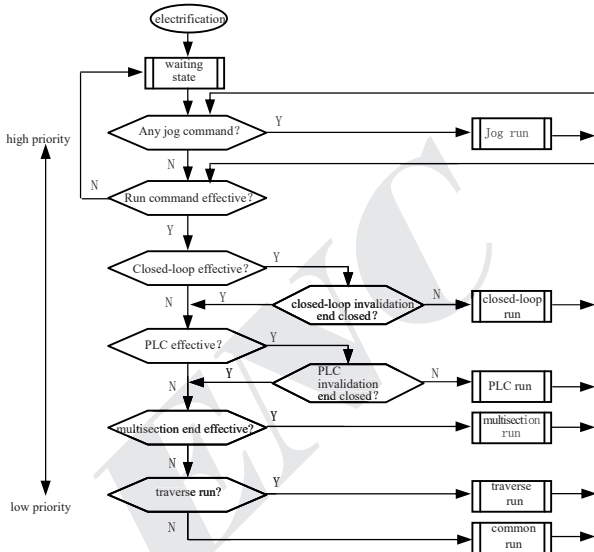 electrification
waiting
state
Any jog command?
Y
Jog run
high priority
N
N
Run command effective?
Y
Closed-loop effective?
Y
N
Y
closed-loop invalidation
end closed?
N
closed-loop
run
PLC effective?
Y
N
Y
PLC
invalidation
end closed?
N
PLC run
multisection end effective?
Y
multisection
run
N
traverse run?
Y
traverse
run
low priority
N
common
run
ENC